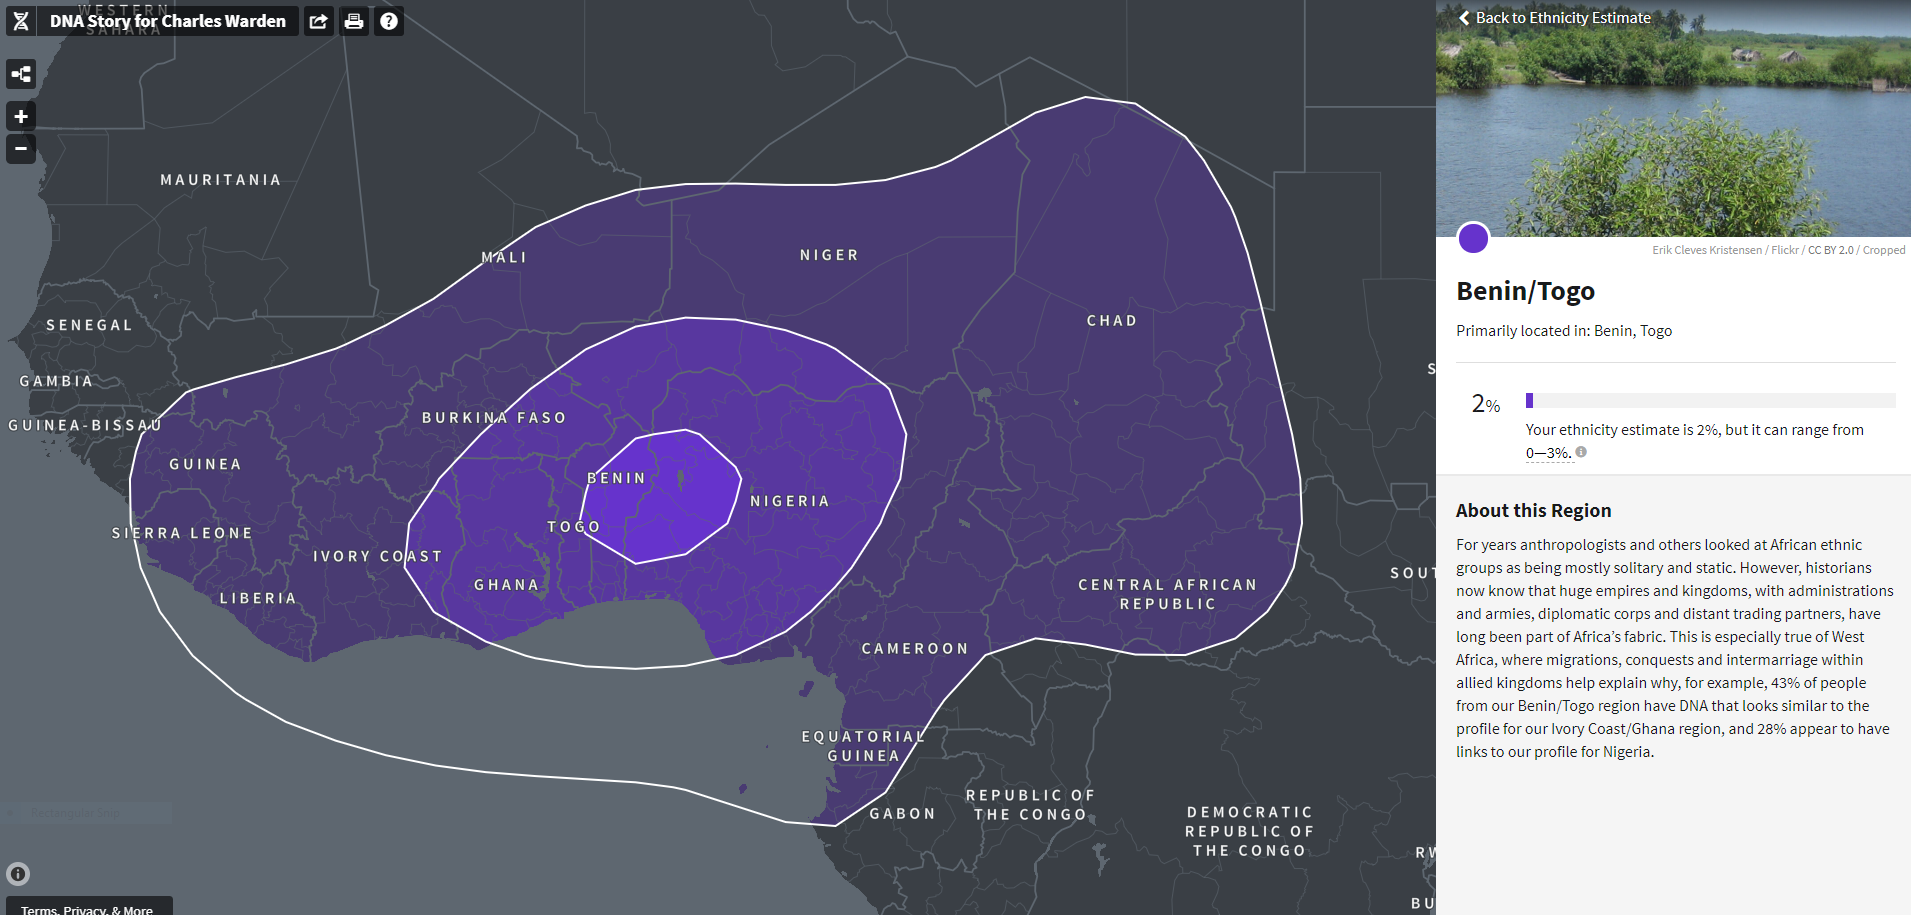 WESTERN
SAHARA
DNA Story for Charles Warden
MAURITANIA
MALI
NIGER
CHAD
SENEGAL
GAMBIA
GUINEA-BISSAU
BURKINA FASO
GUINEA
BENIN
NIGERIA
SIERRA LEONE
TOGO
IVORY COAST
GHANA
LIBERIA
CENTRAL AFRICAN
REPUBLIC
SOUT
CAMEROON
EQUATORIAL
GUINEA
GABON
REPUBLIC OF
THE CONGO
DEMOCRATIC
REPUBLIC OF
THE CONGO
RW
BU
S
Rectangular Snip
Terms, Privacy, & More
Back to Ethnicity Estimate
Erik Cleves Kristensen / Flickr / CC BY 2.0 / Cropped
Benin/Togo
Primarily located in: Benin, Togo
2%
Your ethnicity estimate is 2%, but it can range from
0—3%.
About this Region
For years anthropologists and others looked at African ethnic
groups as being mostly solitary and static. However, historians
now know that huge empires and kingdoms, with administrations
and armies, diplomatic corps and distant trading partners, have
long been part of Africa’s fabric. This is especially true of West
Africa, where migrations, conquests and intermarriage within
allied kingdoms help explain why, for example, 43% of people
from our Benin/Togo region have DNA that looks similar to the
profile for our Ivory Coast/Ghana region, and 28% appear to have
links to our profile for Nigeria.